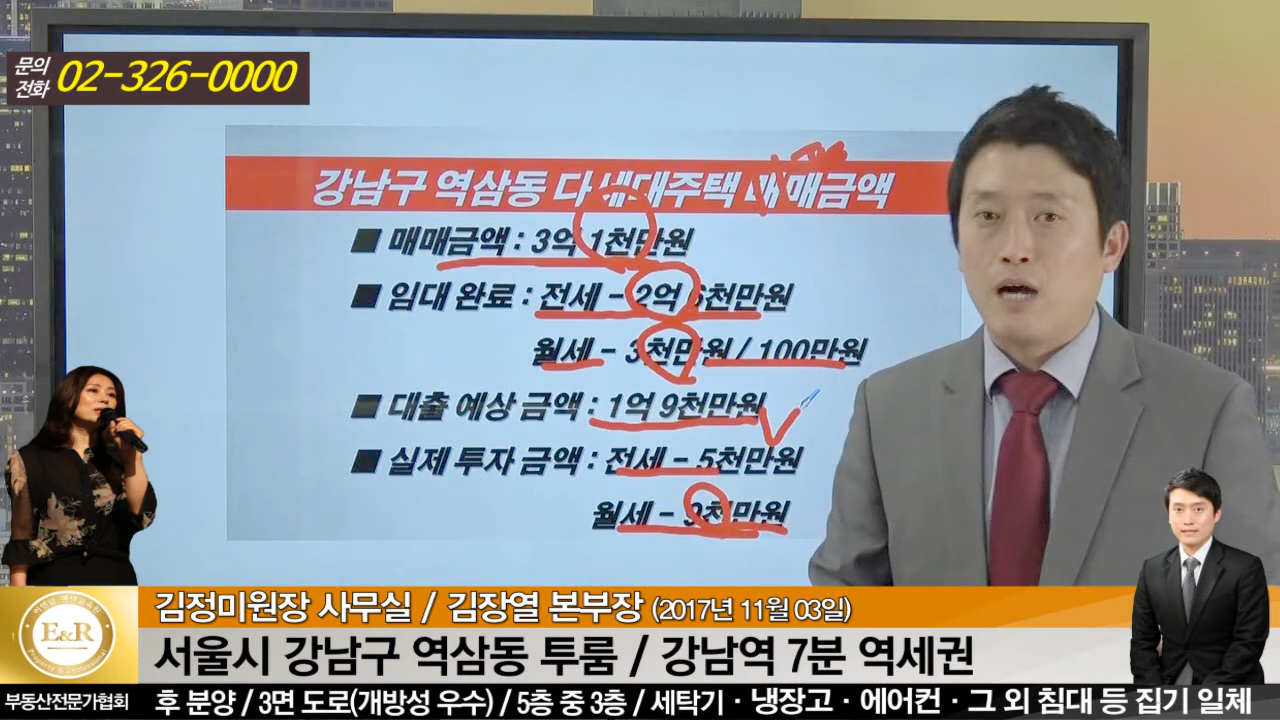 문의
전화
02-326-0000
강남구 역삼동 다세대주택 매매금액
■ 매매금액 : 3억 1천만원
■ 임대 완료 : 전세 - 2억 6천만원
월세 - 3천만원 / 100만원
■ 대출 예상 금액 : 1억 9천만원
■ 실제 투자 금액 : 전세 - 5천만원
월세 - 9천만원
김정미원장 사무실 / 김장열 본부장 (2017년 11월 03일)
E&R
서울시 강남구 역삼동 투룸 / 강남역 7분 역세권
부동산전문가협회
후 분양 / 3면 도로(개방성 우수) / 5층 중 3층 / 세탁기 · 냉장고 · 에어컨 · 그 외 침대 등 집기 일체